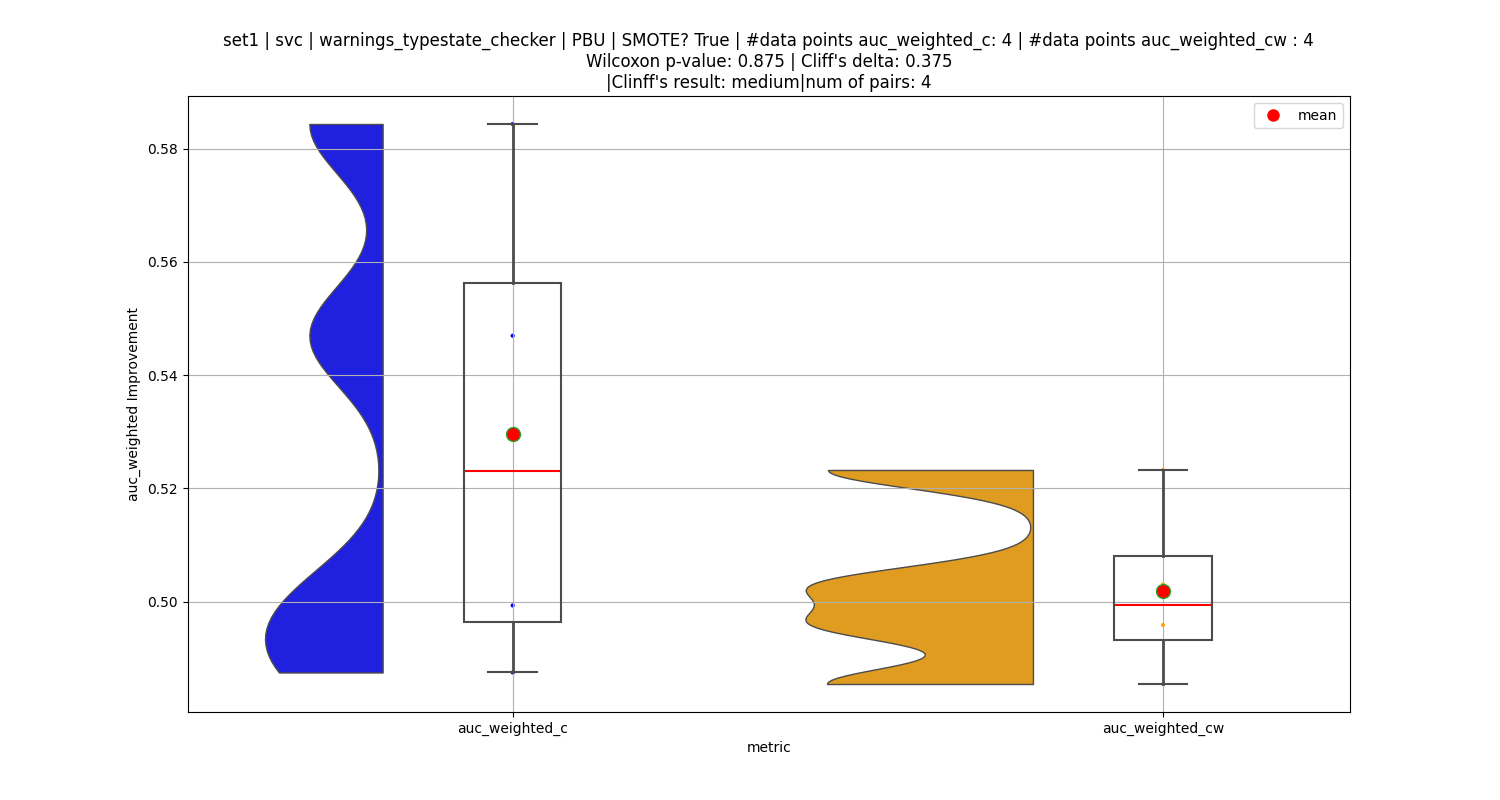 set1 | svc | warnings_typestate_checker | PBU | SMOTE? True | #data points auc_weighted_c: 4 | #data points auc_weighted_cw : 4
Wilcoxon p-value: 0.875 | Cliff's delta: 0.375
|Clinff's result: medium|num of pairs: 4
mean
0.58
0.56
0.54
0.52
0.50
auc_weighted Improvement
auc_weighted_c
auc_weighted_cw
metric